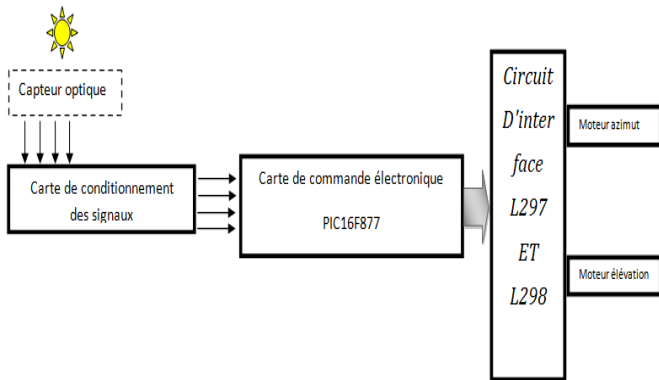 Capteur optique
Carte de conditionnement
des signaux
Carte de commande électronique
PIC16F877
Circuit
D'inter
face
L297
ET
L298
Moteur azimut
Moteur élévation